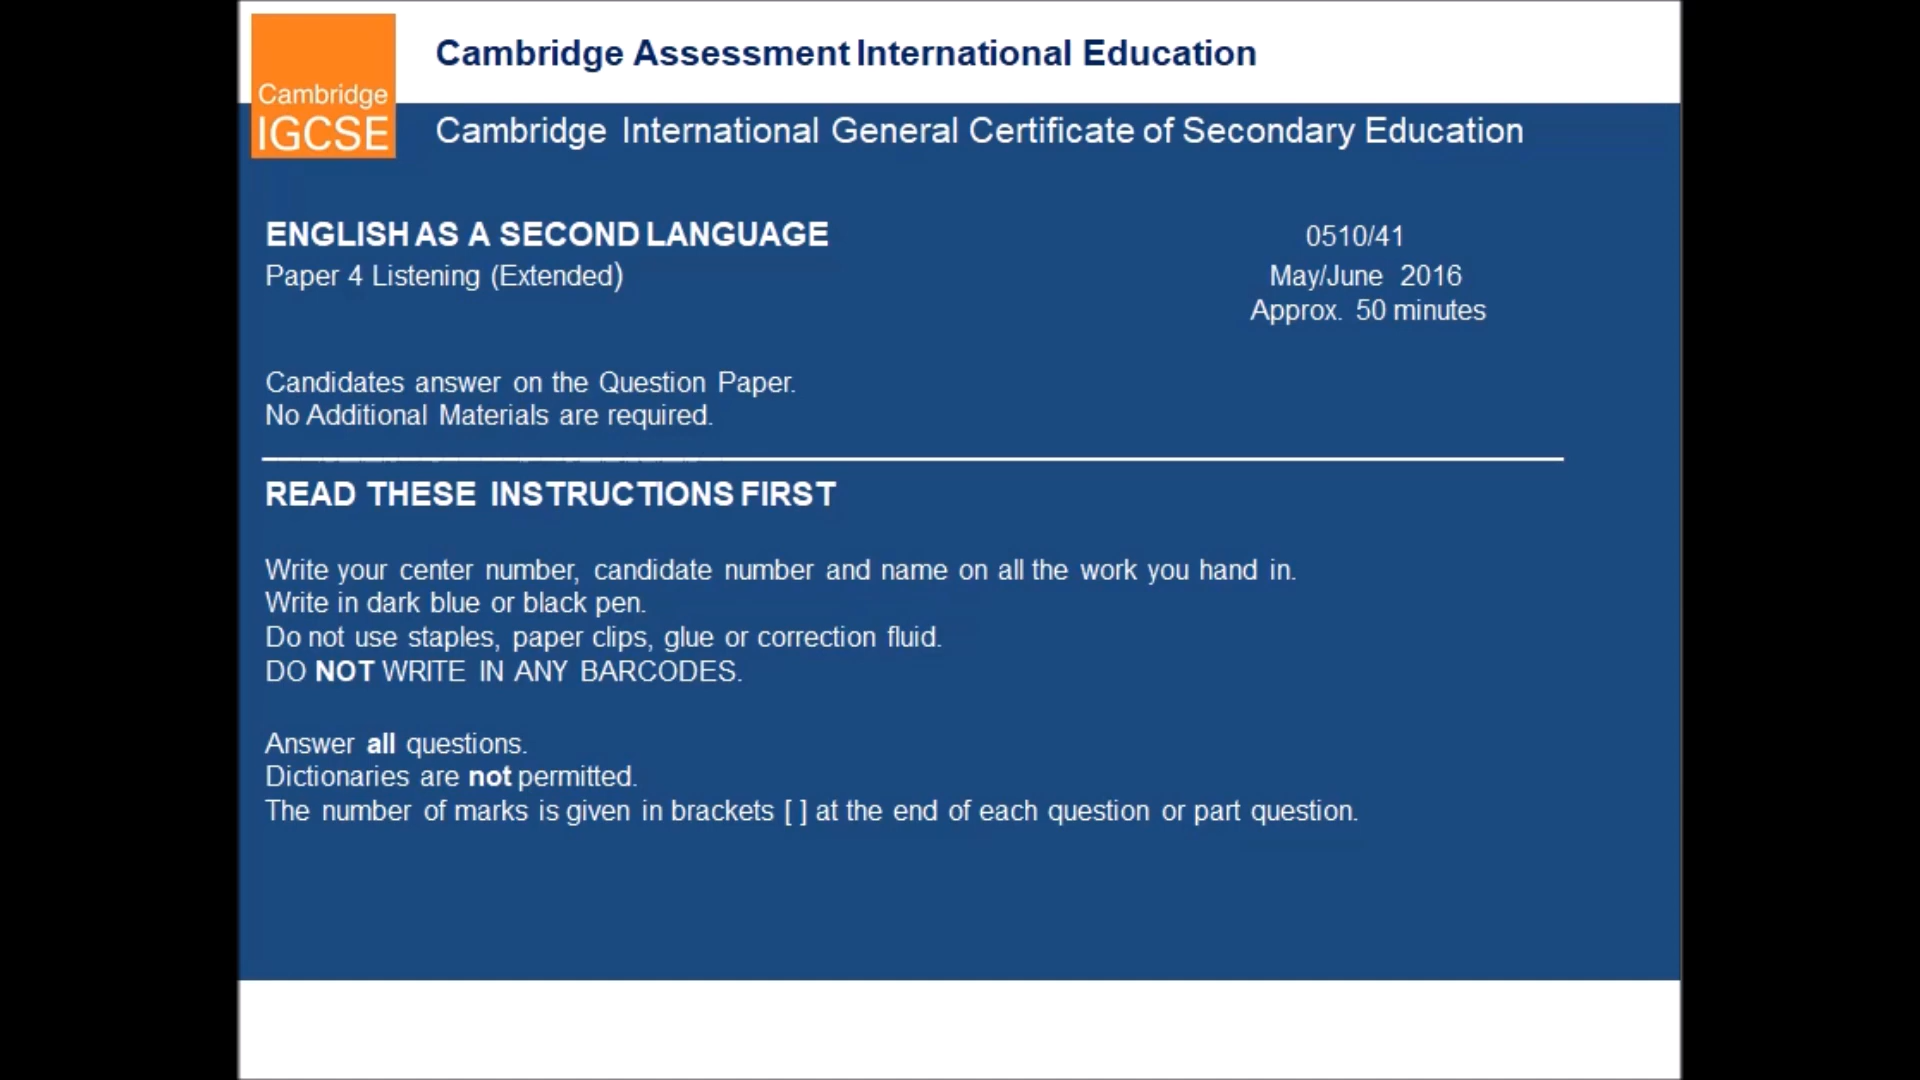 Cambridge Assessment International Education
Cambridge
IGCSE
Cambridge International General Certificate of Secondary Education
ENGLISH AS A SECOND LANGUAGE
0510/41
Paper 4 Listening (Extended)
May/June 2016
Approx. 50 minutes
Candidates answer on the Question Paper.
No Additional Materials are required.
READ THESE INSTRUCTIONS FIRST
Write your center number, candidate number and name on all the work you hand in.
Write in dark blue or black pen.
Do not use staples, paper clips, glue or correction fluid.
DO NOT WRITE IN ANY BARCODES.
Answer all questions.
Dictionaries are not permitted.
The number of marks is given in brackets [ ] at the end of each question or part question.